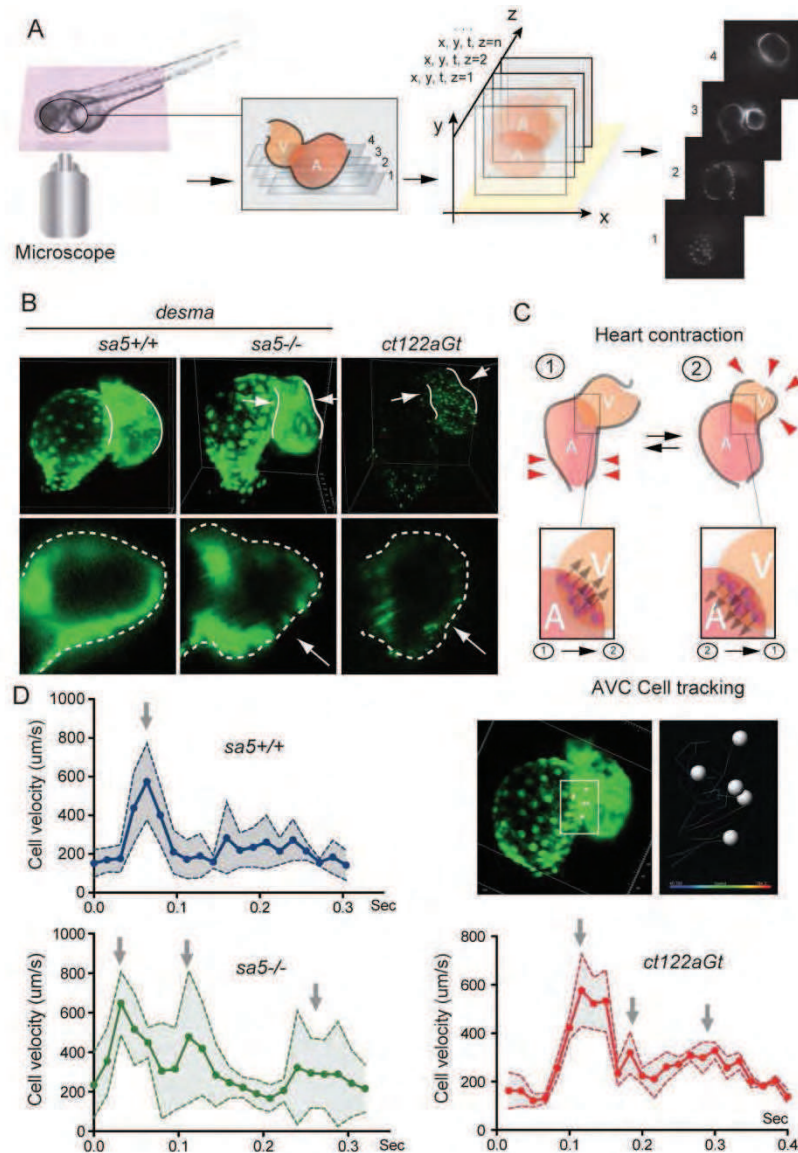 A
z
x, y, t, z=n
x, y, t, z=2
x, y, t, z=1
y
x
V
A
4
3
2
1
A
A
4
3
2
1
Microscope
B
desma
sa5+/+
sa5-/-
ct122aGt
C
Heart contraction
1
2
V
A
V
A
V
A
V
A
1
2
2
1
AVC Cell tracking
D
Cell velocity (um/s)
1000
800
600
400
200
0
sa5+/+
0.0
0.1
0.2
0.3
Sec
Cell velocity (um/s)
1000
800
600
400
200
0
sa5-/-
0.0
0.1
0.2
0.3
Sec
Cell velocity (um/s)
800
600
400
200
0
ct122aGt
Sec
0.0
0.1
0.2
0.3
0.4